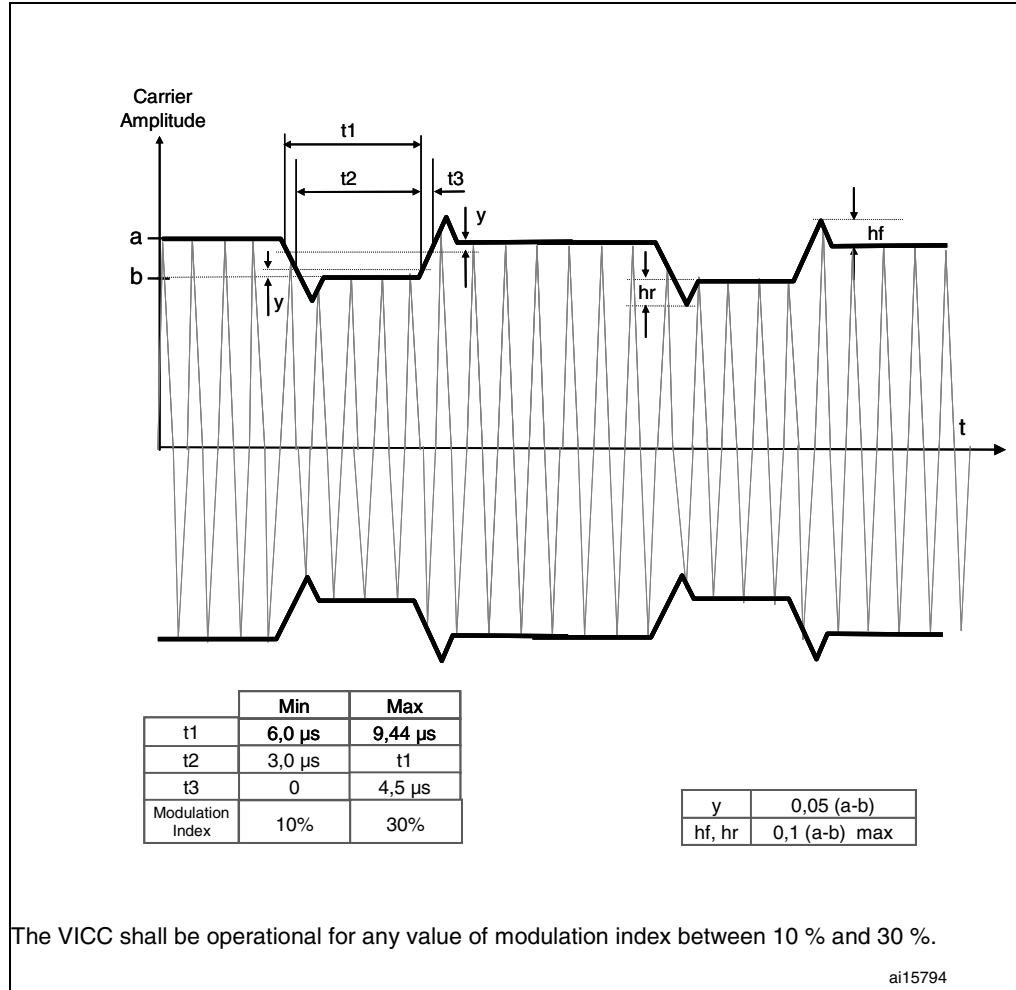 Carrier
Amplitude
t1
t2
t3
y
a
hf
b
y
hr
t
Min Max
t1 6,0 µs 9,44 µs
t2 3,0 µs t1
t3 0 4,5 µs
Modulation
Index 10% 30%
y 0,05 (a-b)
hf, hr 0,1 (a-b) max
The VICC shall be operational for any value of modulation index between 10 % and 30 %.
ai15794